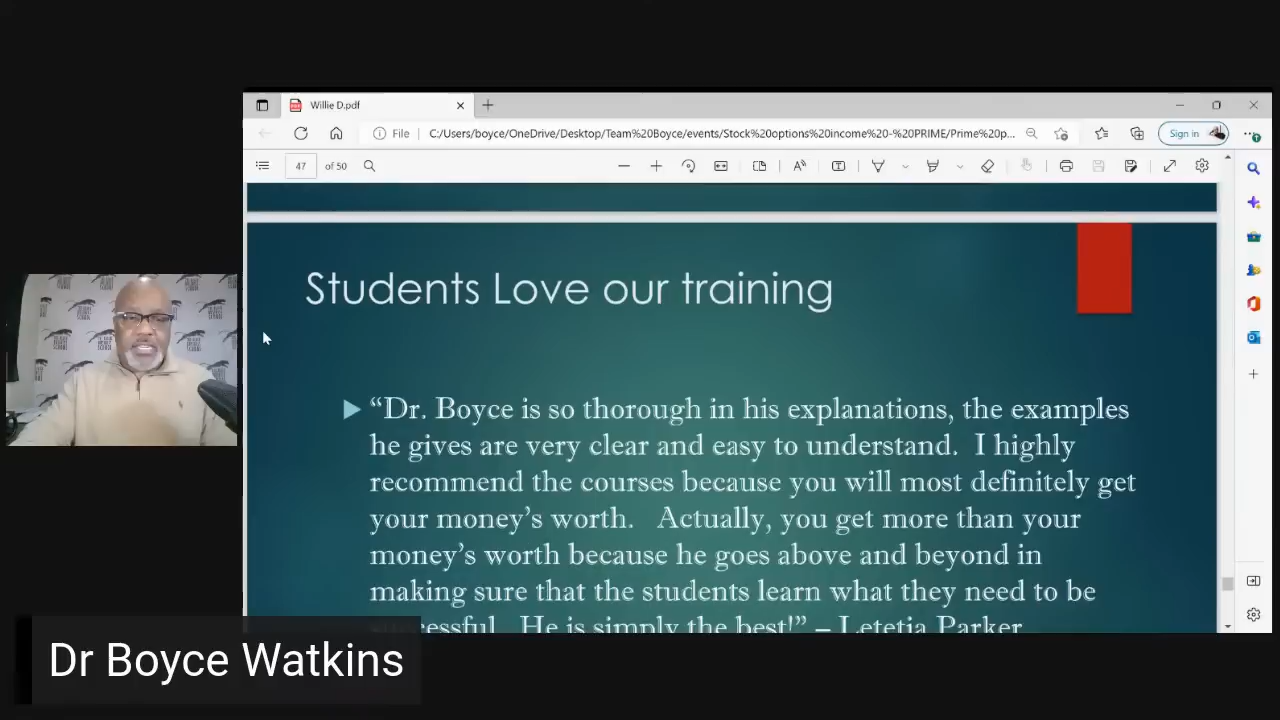 Willie D.pdf
File
C:/Users/boyce/OneDrive/Desktop/Team%20Boyce/events/Stock%20options%20income%20-%20PRIME/Prime%20p...
Sign in
47 of 50
Students Love our training
“Dr. Boyce is so thorough in his explanations, the examples
he gives are very clear and easy to understand. I highly
recommend the courses because you will most definitely get
your money’s worth. Actually, you get more than your
money’s worth because he goes above and beyond in
making sure that the students learn what they need to be
successful. He is simply the best!” – Letetia Parker
Dr Boyce Watkins